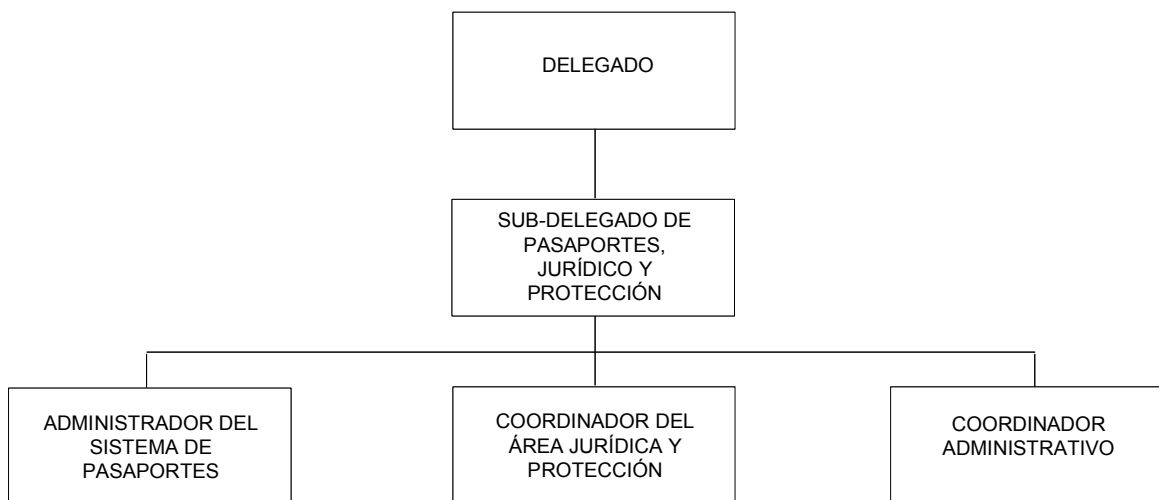 DELEGADO
SUB-DELEGADO DE
PASAPORTES,
JURÍDICO Y
PROTECCIÓN
ADMINISTRADOR DEL
SISTEMA DE
PASAPORTES
COORDINADOR DEL
ÁREA JURÍDICA Y
PROTECCIÓN
COORDINADOR
ADMINISTRATIVO